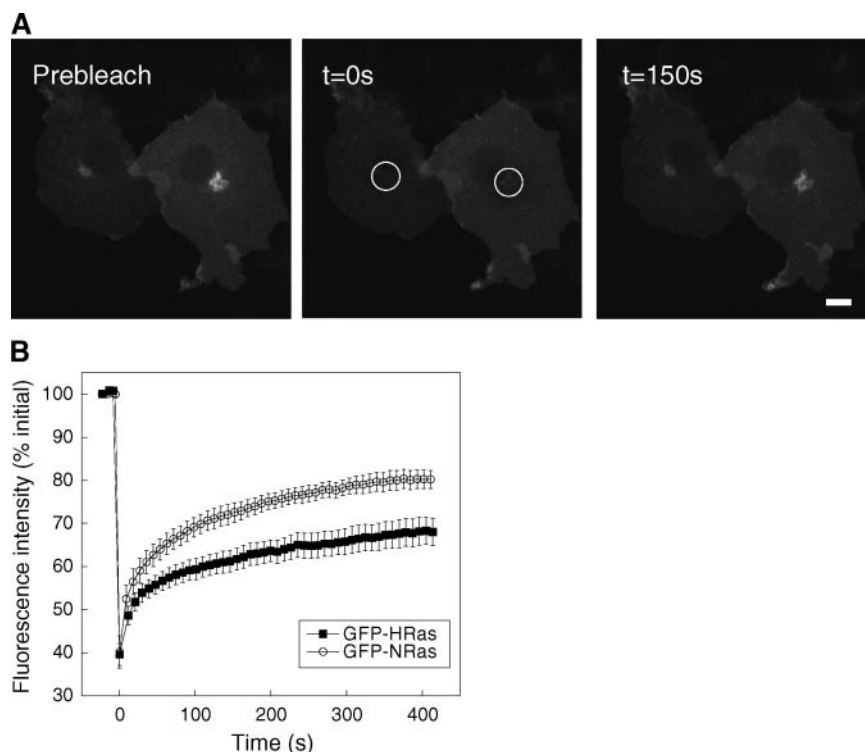 A
Prebleach
t=0s
t=150s
B
Fluorescence intensity (% initial)
100
90
80
70
60
50
40
30
GFP-HRas
GFP-NRas
0
100
200
300
400
Time (s)